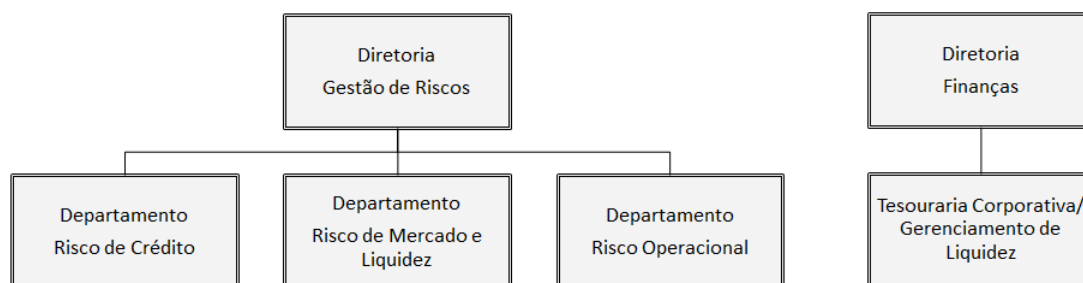 Diretoria
Gestão de Riscos
Diretoria
Finanças
Departamento
Risco de Crédito
Departamento
Risco de Mercado e
Liquidez
Departamento
Risco Operacional
Tesouraria Corporativa/
Gerenciamento de
Liquidez